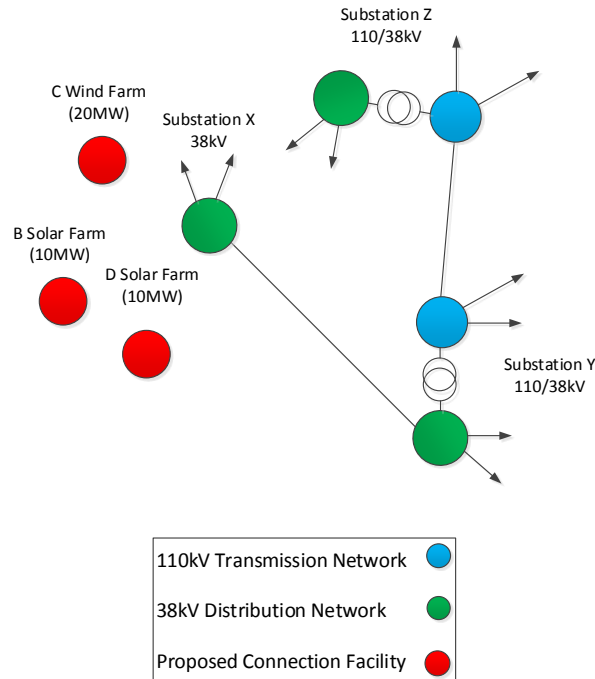 Substation Z
110/38kV
C Wind Farm
(20MW)
Substation X
38kV
B Solar Farm
(10MW)
D Solar Farm
(10MW)
Substation Y
110/38kV
110kV Transmission Network
38kV Distribution Network
Proposed Connection Facility